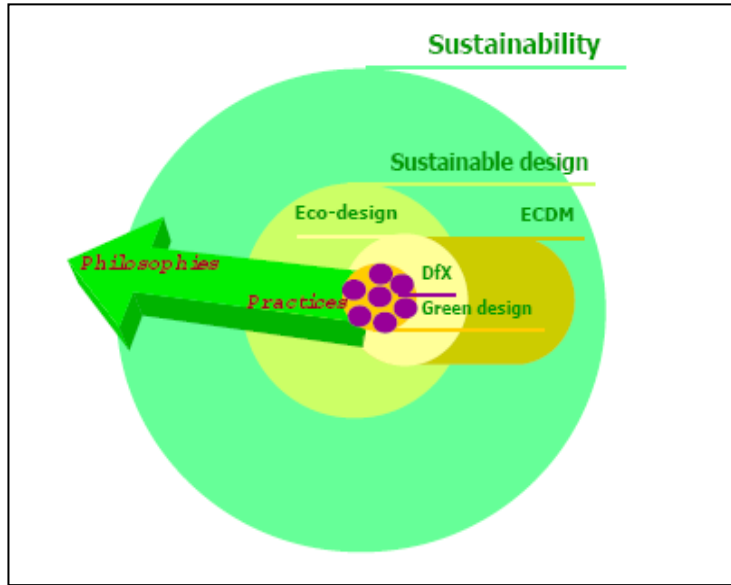 Sustainability
Sustainable design
Eco-design
ECDM
Philosophies
DfX
Practices
Green design